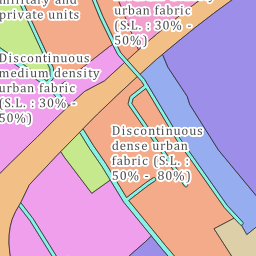 military and
private units
urban fabric
(S.L. : 30% -
50%)
Discontinuous
medium density
urban fabric
(S.L. : 30% -
50%)
Discontinuous
dense urban
fabric (S.L. :
50% -  80%)